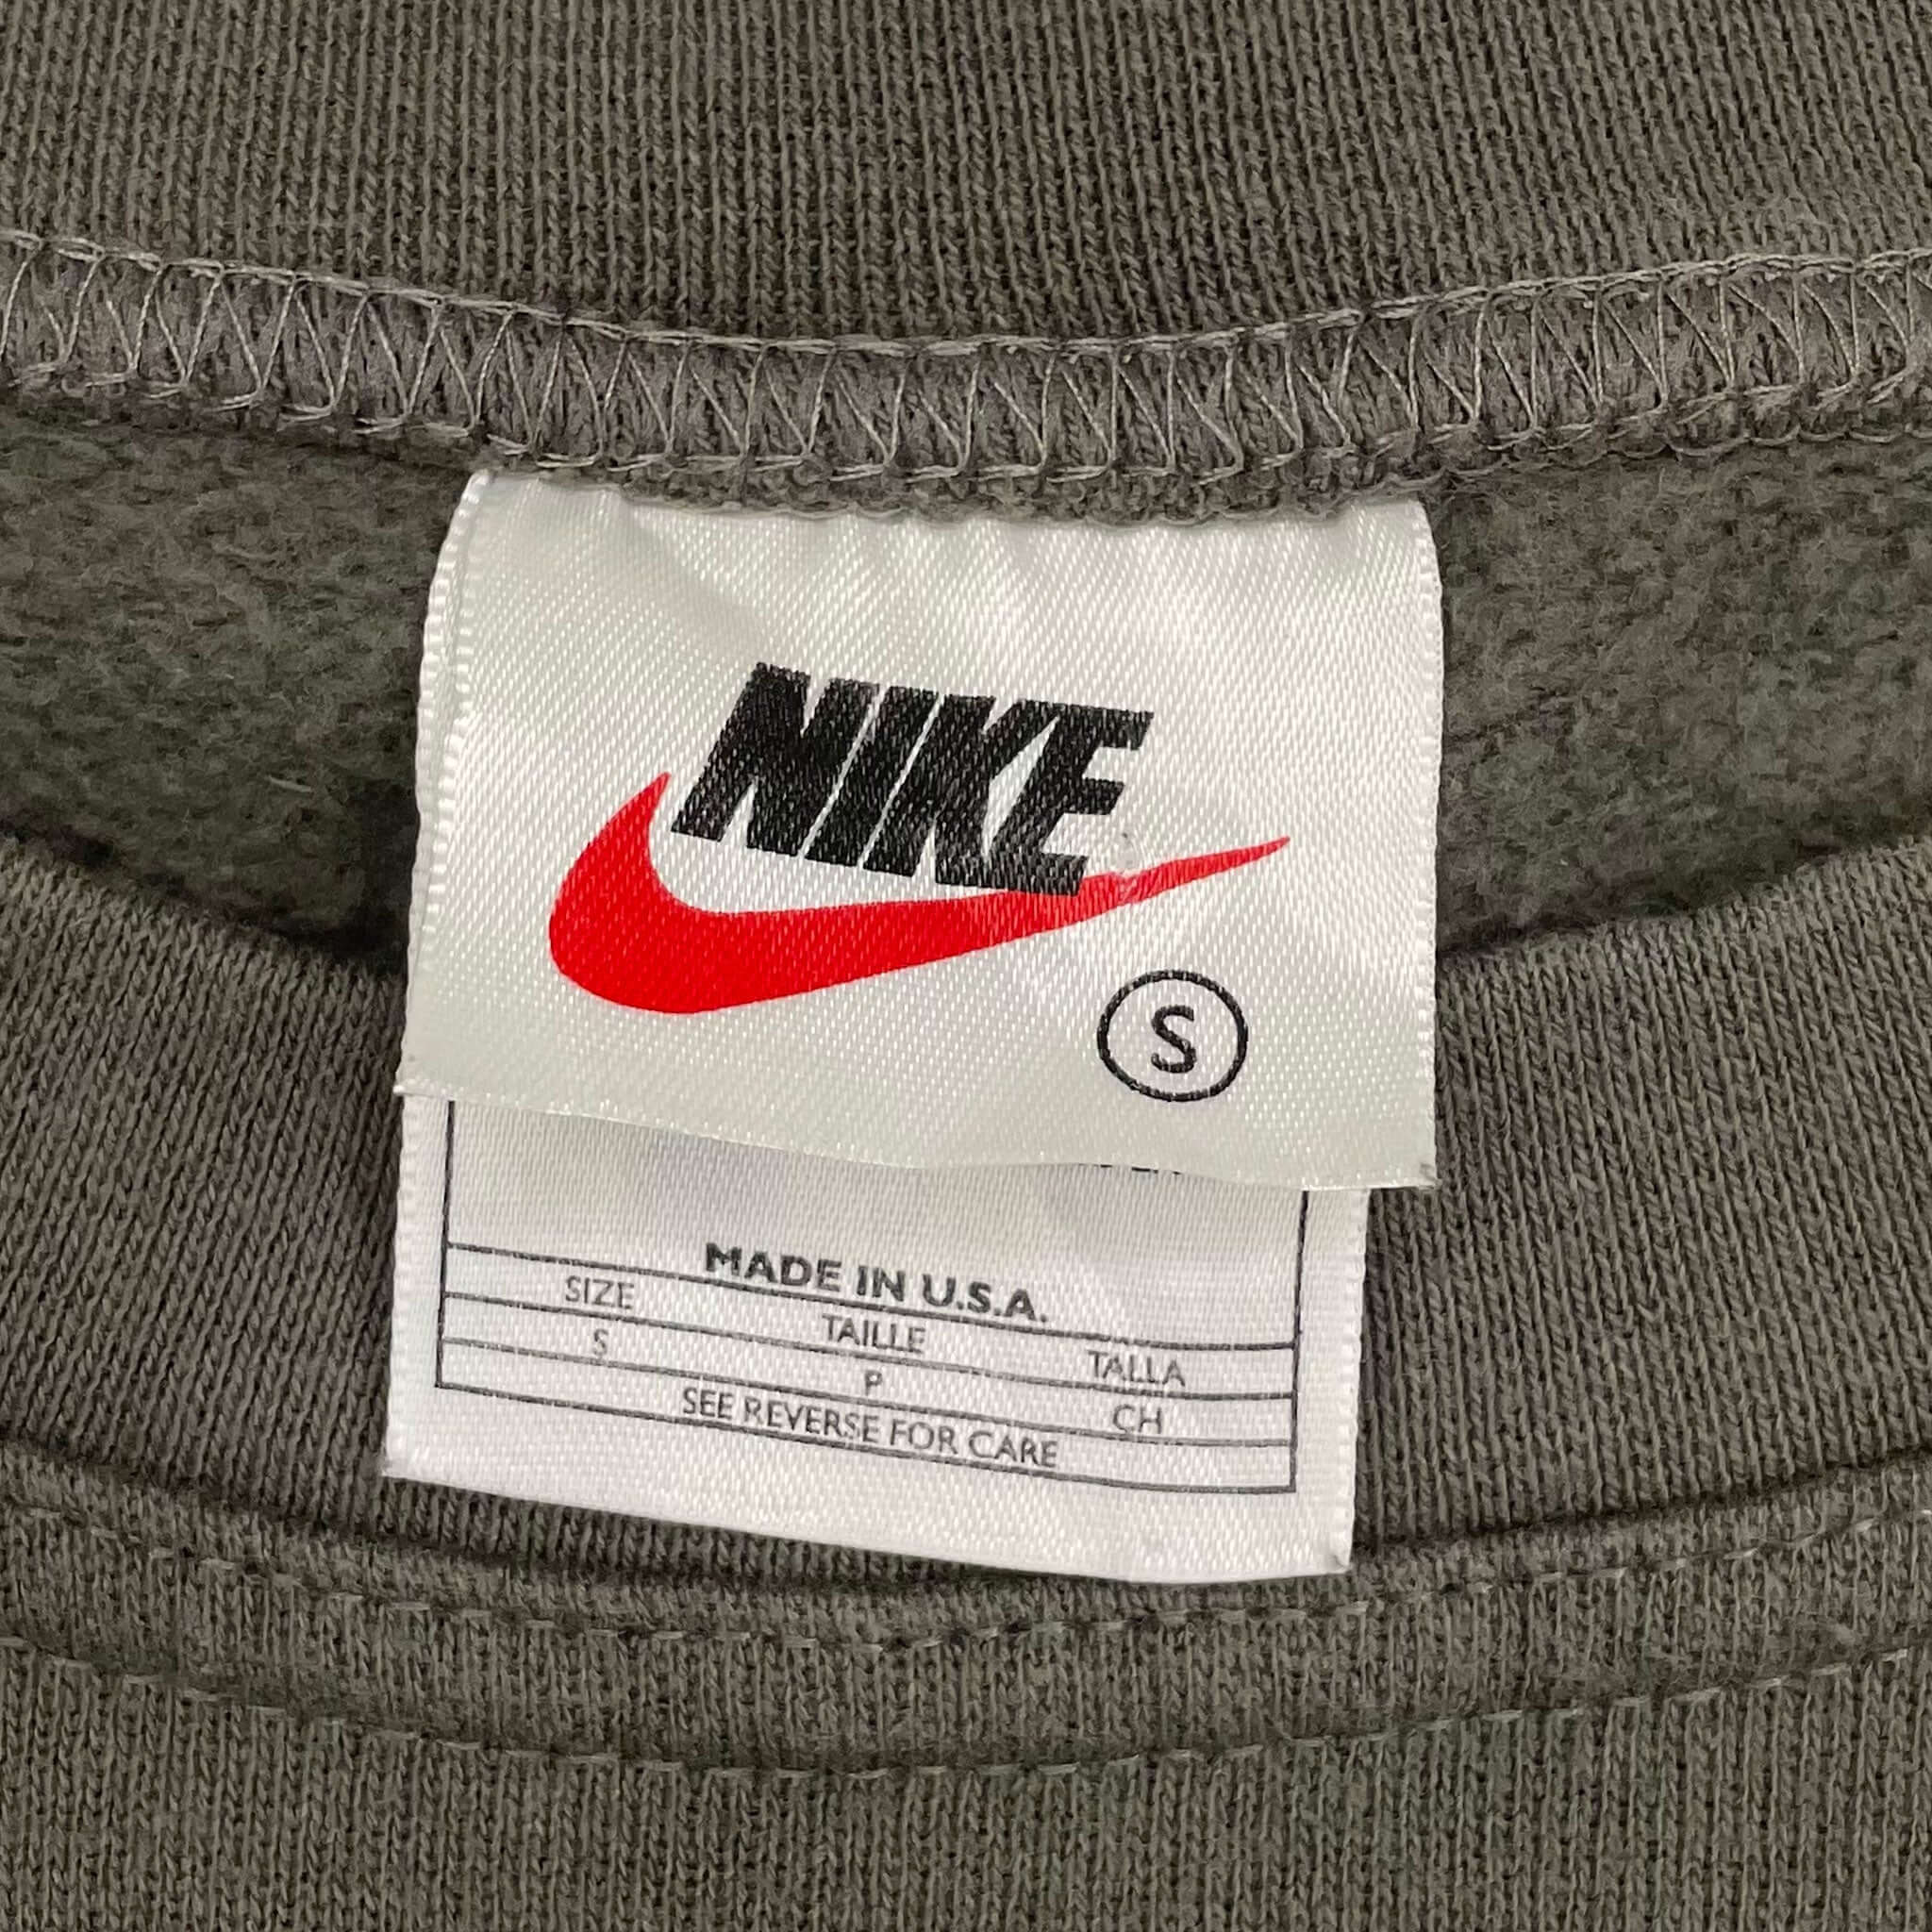 NIKE
S
MADE IN U.S.A.
SIZE TAILLE TALLA
S P CH
SEE REVERSE FOR CARE